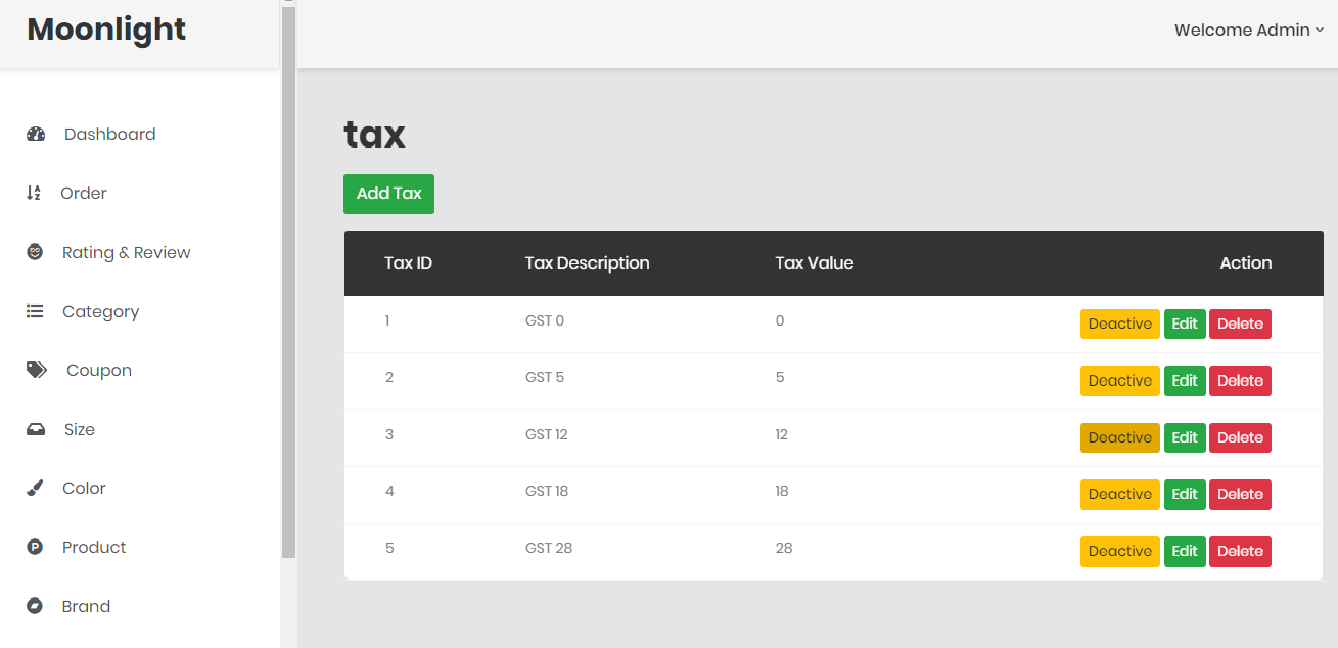 Moonlight
Welcome Admin
Dashboard
Order
Rating & Review
Category
Coupon
Size
Color
Product
Brand
tax
Add Tax
Tax ID Tax Description Tax Value Action
1 GST 0 0 Deactive Edit Delete
2 GST 5 5 Deactive Edit Delete
3 GST 12 12 Deactive Edit Delete
4 GST 18 18 Deactive Edit Delete
5 GST 28 28 Deactive Edit Delete